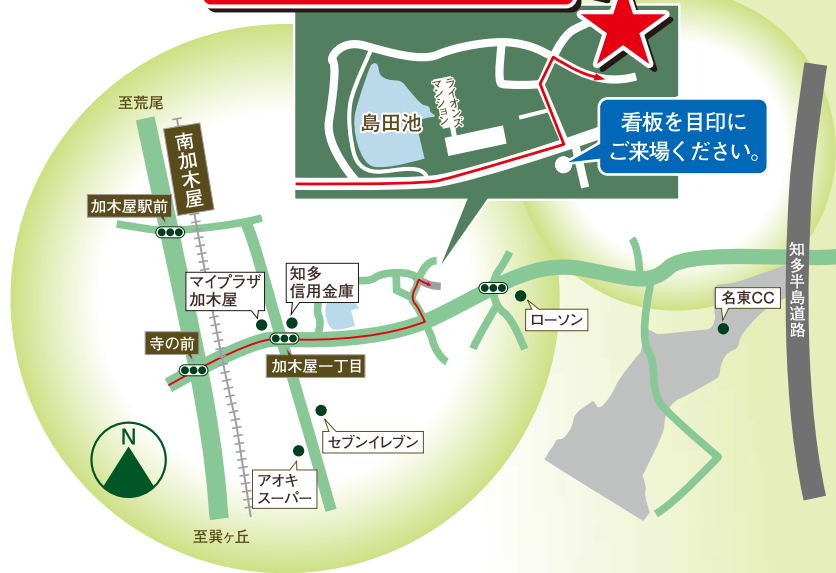 島田池
ライオンズ
マンション
看板を目印に
ご来場ください。
至荒尾
南加木屋
加木屋駅前
マイプラザ
加木屋
知多
信用金庫
寺の前
加木屋一丁目
ローソン
名東CC
知多半島道路
セブンイレブン
アオキ
スーパー
N
至巽ヶ丘